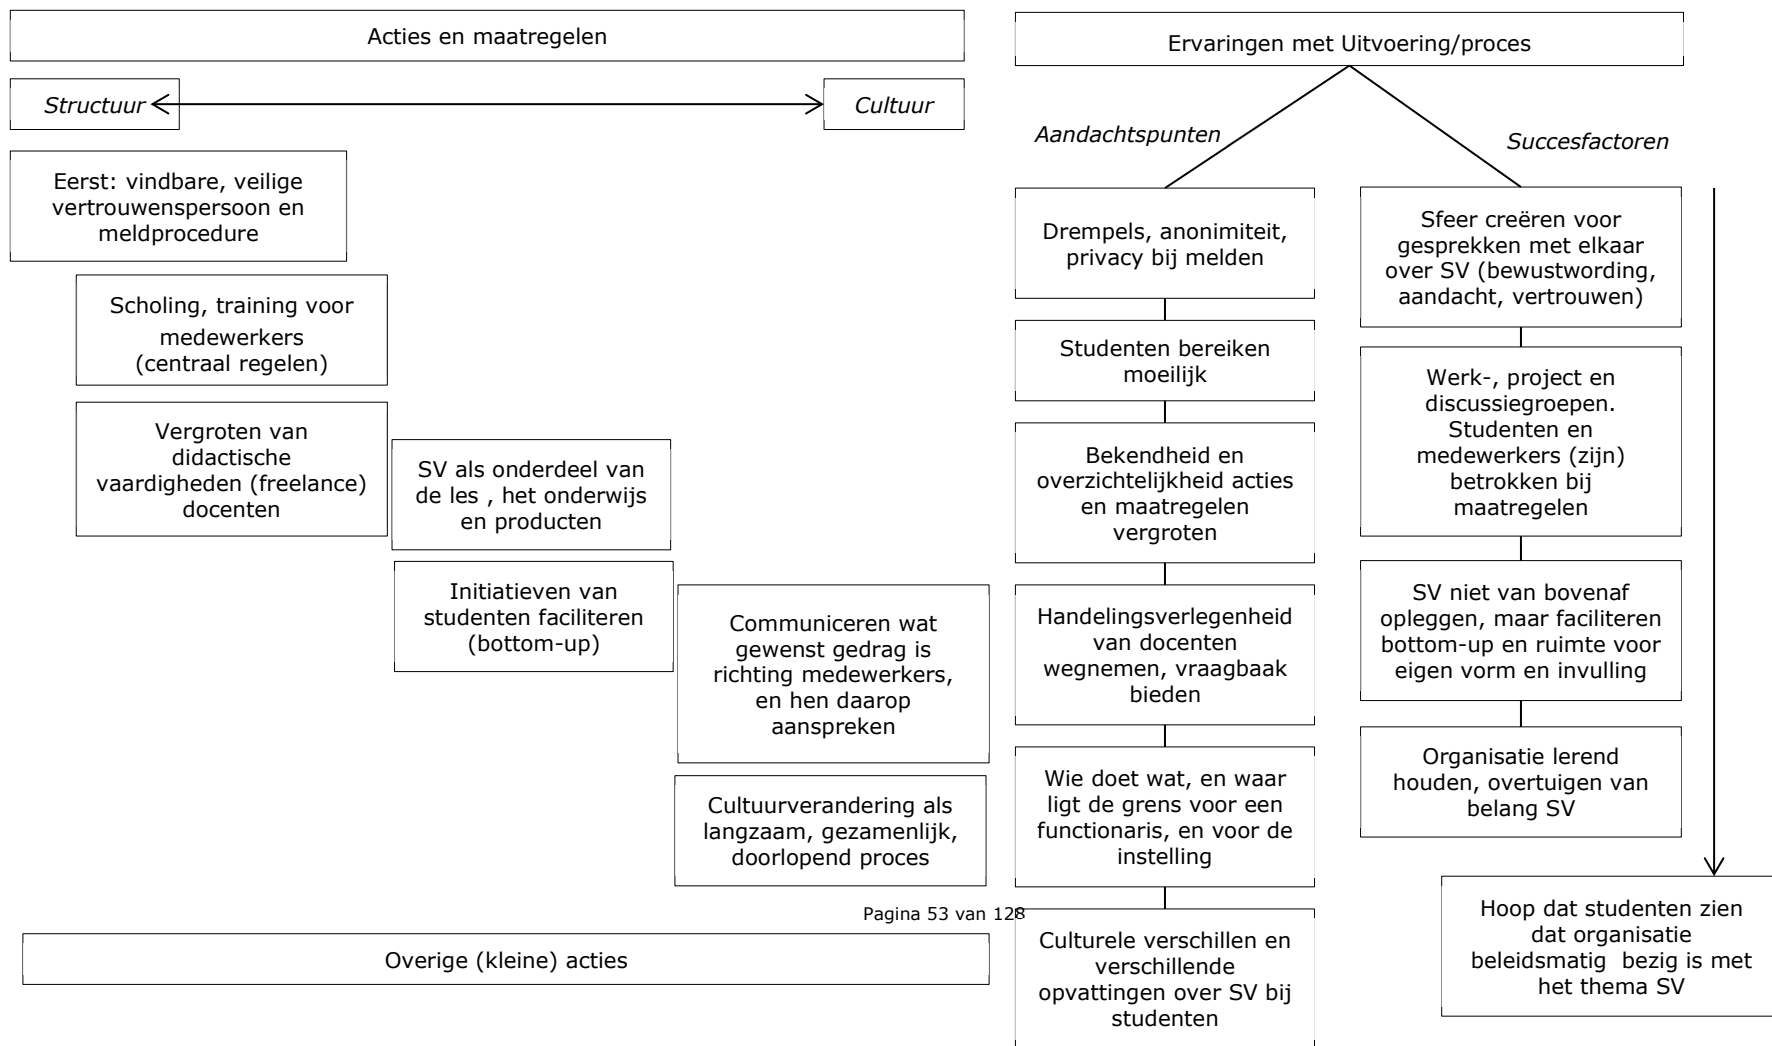 Acties en maatregelen
Structuur
Cultuur
Eerst: vindbare, veilige
vertrouwenspersoon en
meldprocedure
Scholing, training voor
medewerkers
(centraal regelen)
Vergroten van
didactische
vaardigheden (freelance)
docenten
SV als onderdeel van
de les , het onderwijs
en producten
Initiatieven van
studenten faciliteren
(bottom-up)
Communiceren wat
gewenst gedrag is
richting medewerkers,
en hen daarop
aanspreken
Cultuurverandering als
langzaam, gezamenlijk,
doorlopend proces
Overige (kleine) acties
Ervaringen met Uitvoering/proces
Aandachtspunten
Drempels, anonimiteit,
privacy bij melden
Studenten bereiken
moeilijk
Bekendheid en
overzichtelijkheid acties
en maatregelen
vergroten
Handelingsverlegenheid
van docenten
wegnemen, vraagbaak
bieden
Wie doet wat, en waar
ligt de grens voor een
functionaris, en voor de
instelling
Culturele verschillen en
verschillende
opvattingen over SV bij
studenten
Succesfactoren
Sfeer creëren voor
gesprekken met elkaar
over SV (bewustwording,
aandacht, vertrouwen)
Werk-, project en
discussiegroepen.
Studenten en
medewerkers (zijn)
betrokken bij
maatregelen
SV niet van bovenaf
opleggen, maar faciliteren
bottom-up en ruimte voor
eigen vorm en invulling
Organisatie lerend
houden, overtuigen van
belang SV
Hoop dat studenten zien
dat organisatie
beleidsmatig  bezig is met
het thema SV
Pagina 53 van 128